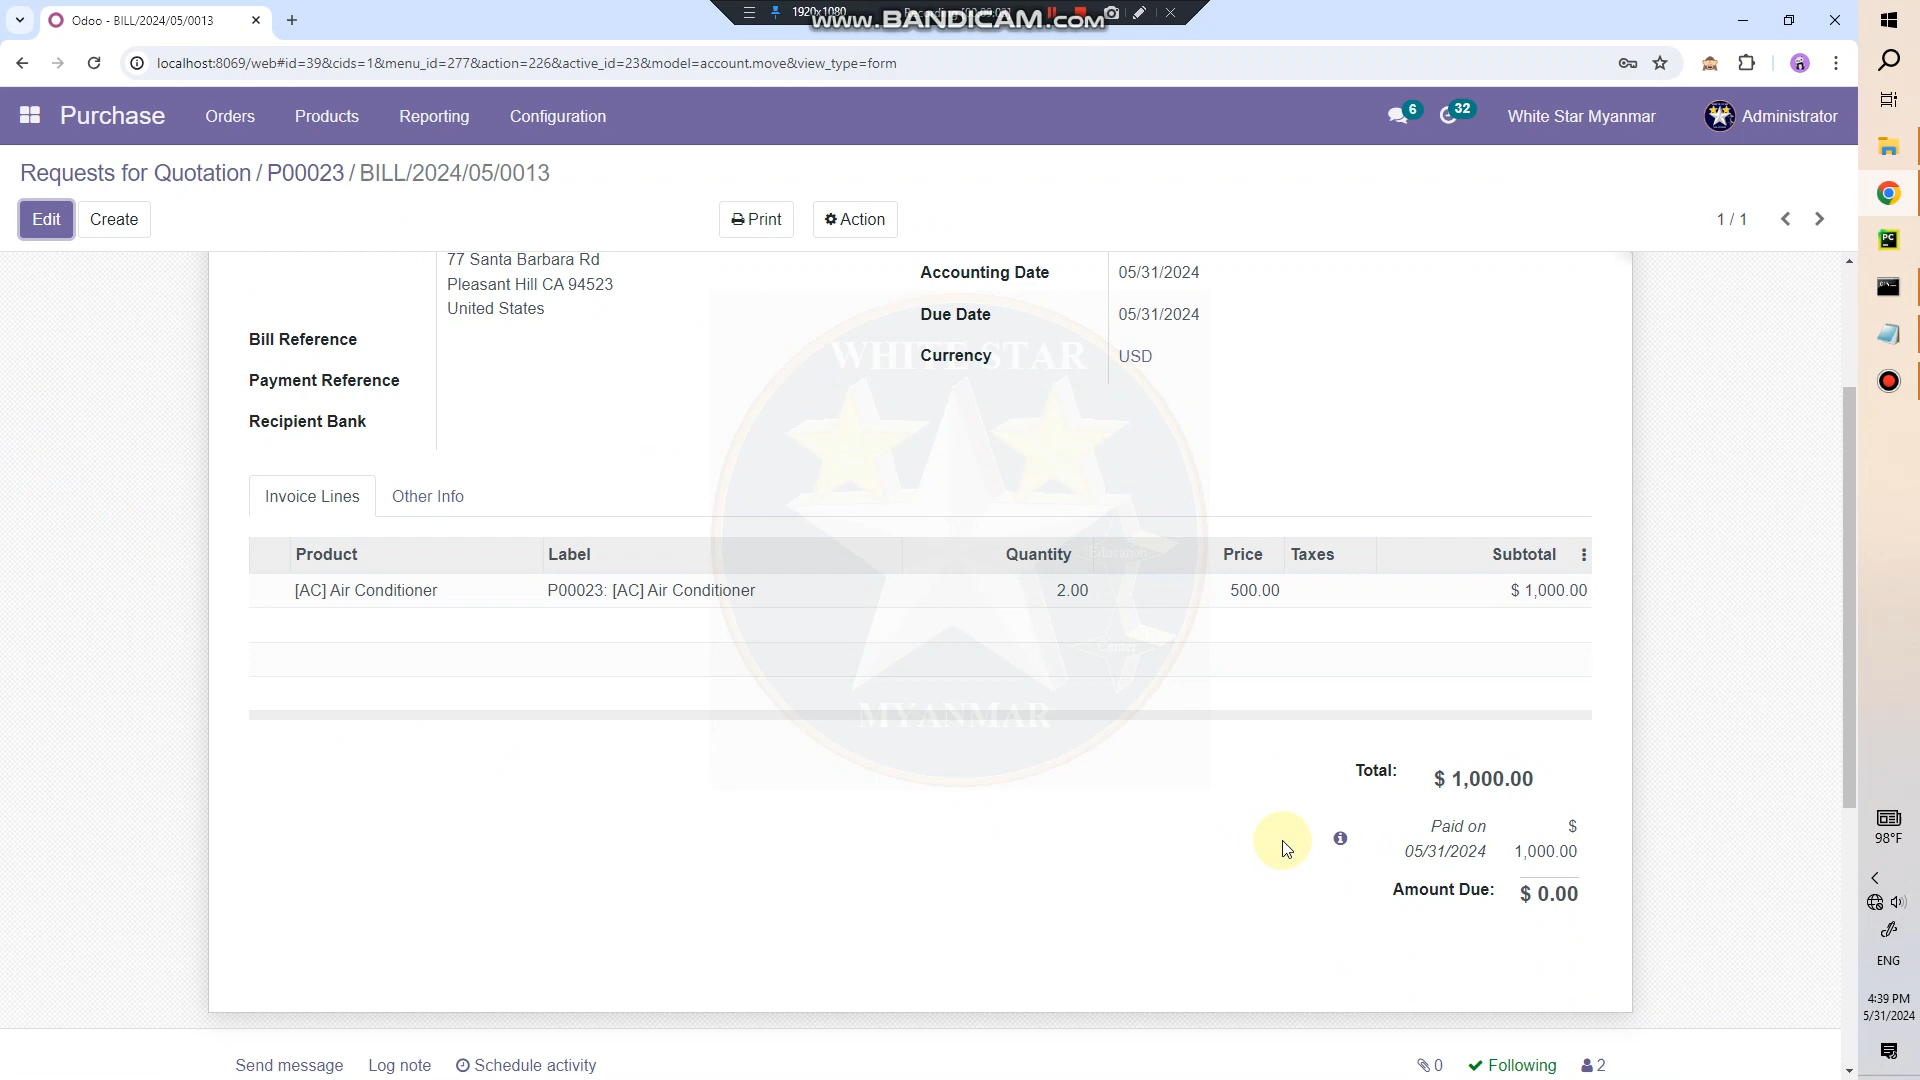 Odoo - BILL/2024/05/0013
1920x1080
www.BANDICAM.com
localhost:8069/web#id=39&cids=1&menu_id=277&action=226&active_id=23&model=account.move&view_type=form
Purchase Orders Products Reporting Configuration 6 32 White Star Myanmar Administrator
Requests for Quotation / P00023 / BILL/2024/05/0013
Edit Create Print Action 1 / 1
77 Santa Barbara Rd
Pleasant Hill CA 94523
United States
Accounting Date 05/31/2024
Due Date 05/31/2024
Currency USD
Bill Reference
Payment Reference
Recipient Bank
WHITE STAR
Education
Center
MYANMAR
Invoice Lines Other Info
Product Label Quantity Price Taxes Subtotal
[AC] Air Conditioner P00023: [AC] Air Conditioner 2.00 500.00 $ 1,000.00
Total: $ 1,000.00
Paid on $
05/31/2024 1,000.00
Amount Due: $ 0.00
Send message Log note Schedule activity 0 Following 2
PC
98°F
ENG
4:39 PM
5/31/2024